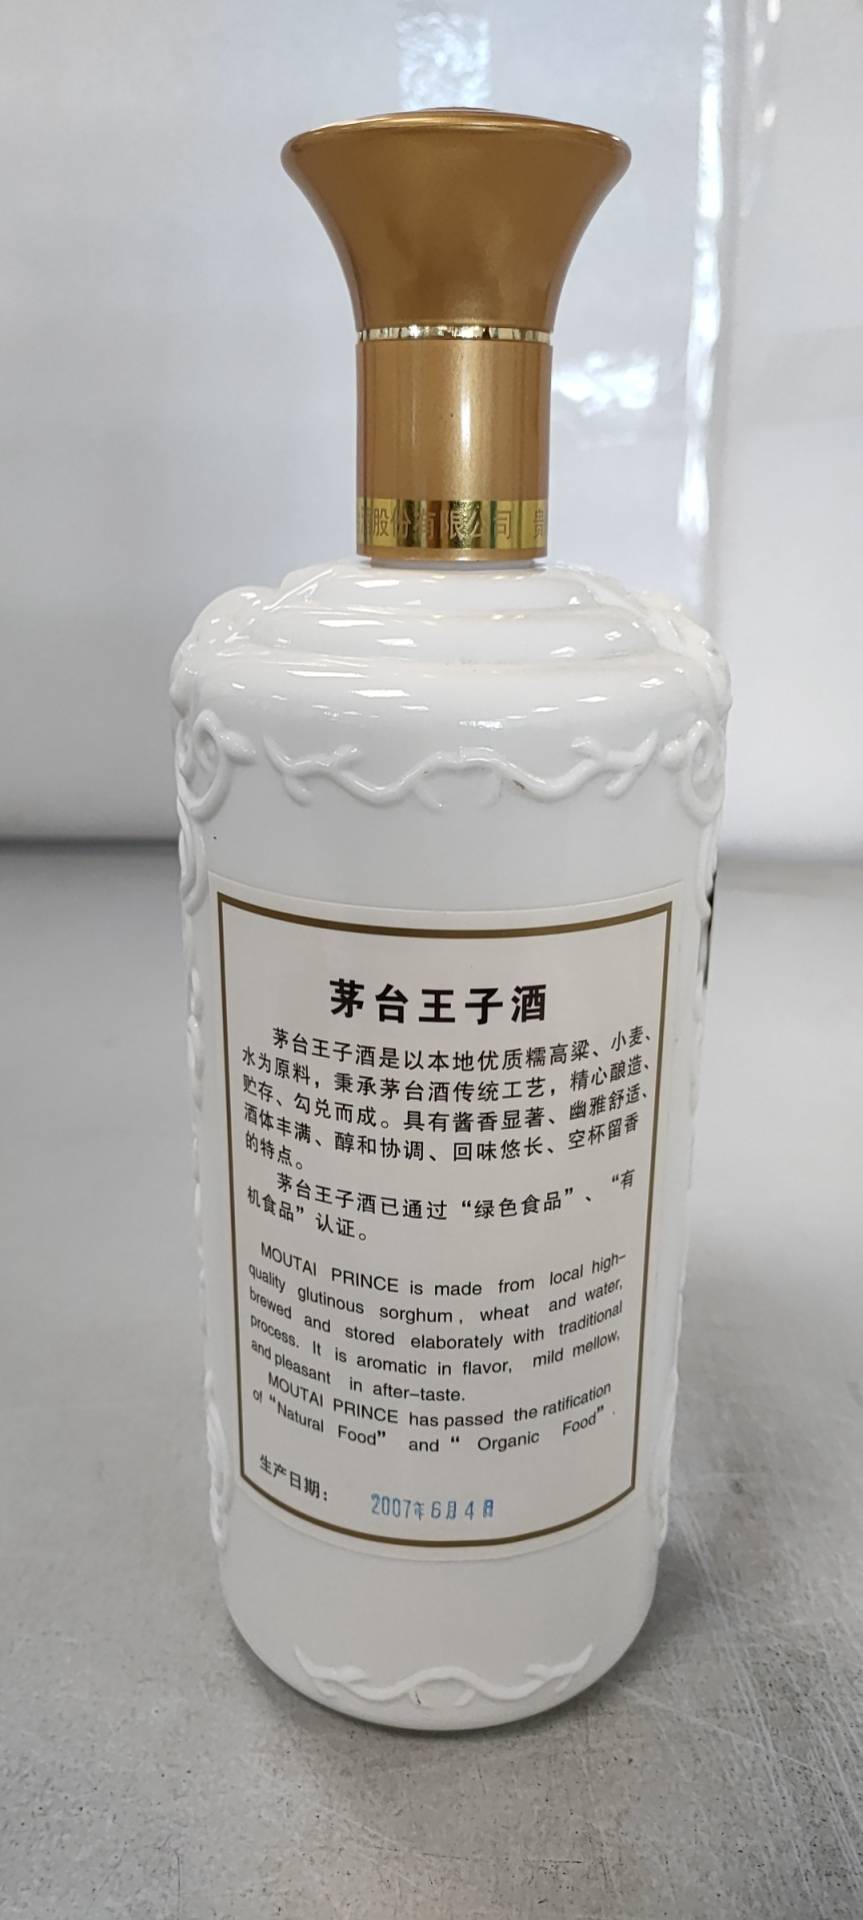 酒股份有限公司 贵
茅台王子酒
茅台王子酒是以本地优质糯高粱、小麦、
水为原料，秉承茅台酒传统工艺，精心酿造、
贮存、勾兑而成。具有酱香显著、幽雅舒适、
酒体丰满、醇和协调、回味悠长、空杯留香
的特点。
茅台王子酒已通过“绿色食品”、“有
机食品”认证。
MOUTAI PRINCE is made from local high-
quality glutinous sorghum, wheat and water,
brewed and stored elaborately with traditional
process. It is aromatic in flavor, mild mellow,
and pleasant in after-taste.
MOUTAI PRINCE has passed the ratification
of “Natural Food” and “ Organic Food”.
生产日期： 2007年6月4日